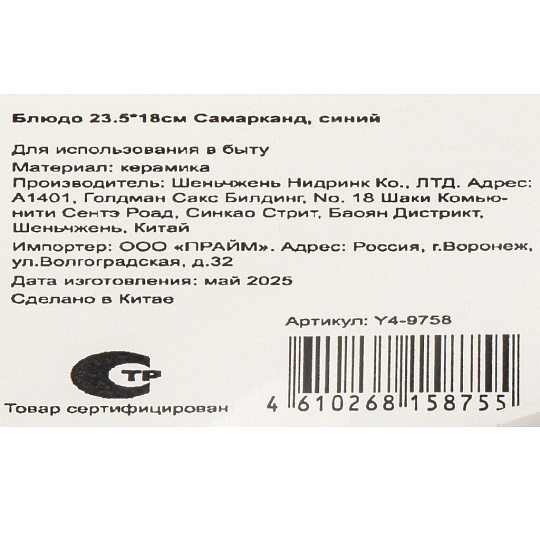 Блюдо 23.5*18см Самарканд, синий
Для использования в быту
Материал: керамика
Производитель: Шеньчжень Нидринк Ко., ЛТД. Адрес:
А1401, Голдман Сакс Билдинг, No. 18 Шаки Комью-
нити Сентэ Роад, Синкао Стрит, Баоян Дистрикт,
Шеньчжень, Китай
Импортер: ООО «ПРАЙМ». Адрес: Россия, г.Воронеж,
ул.Волгоградская, д.32
Дата изготовления: май 2025
Сделано в Китае
Артикул: Y4-9758
ТР
Товар сертифицирован
4 610268 158755